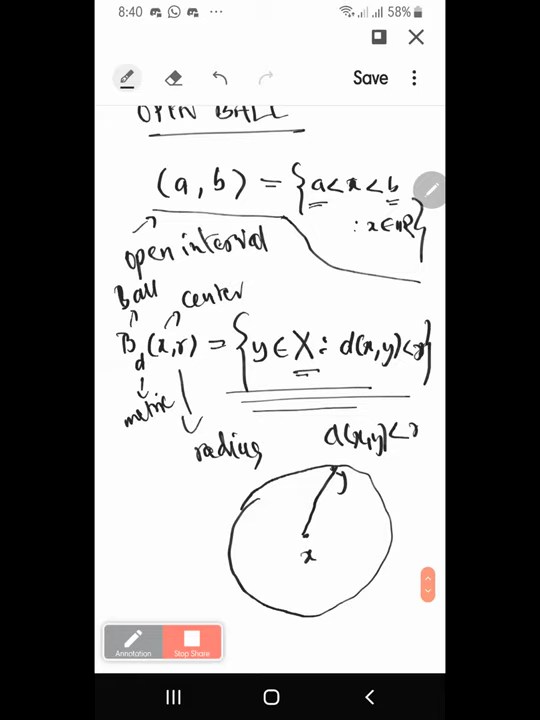 8:40
58%
Save
OPEN BALL
(a, b) = {a<x<b
: x∈ℝ}
open interval
Ball
center
B_d(x,r) = {y∈X: d(x,y)<r}
metric
radius
d(x,y)<r
y
x
Annotation
Stop Share